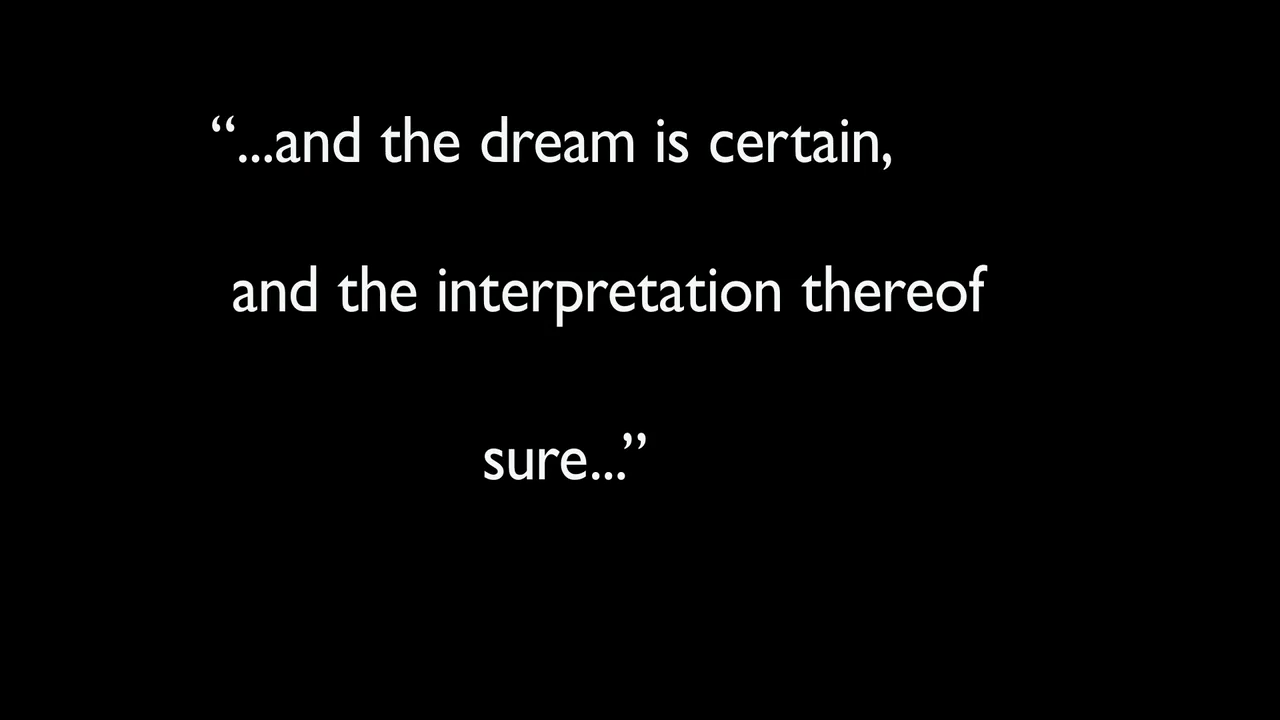 “...and the dream is certain,
and the interpretation thereof
sure...”